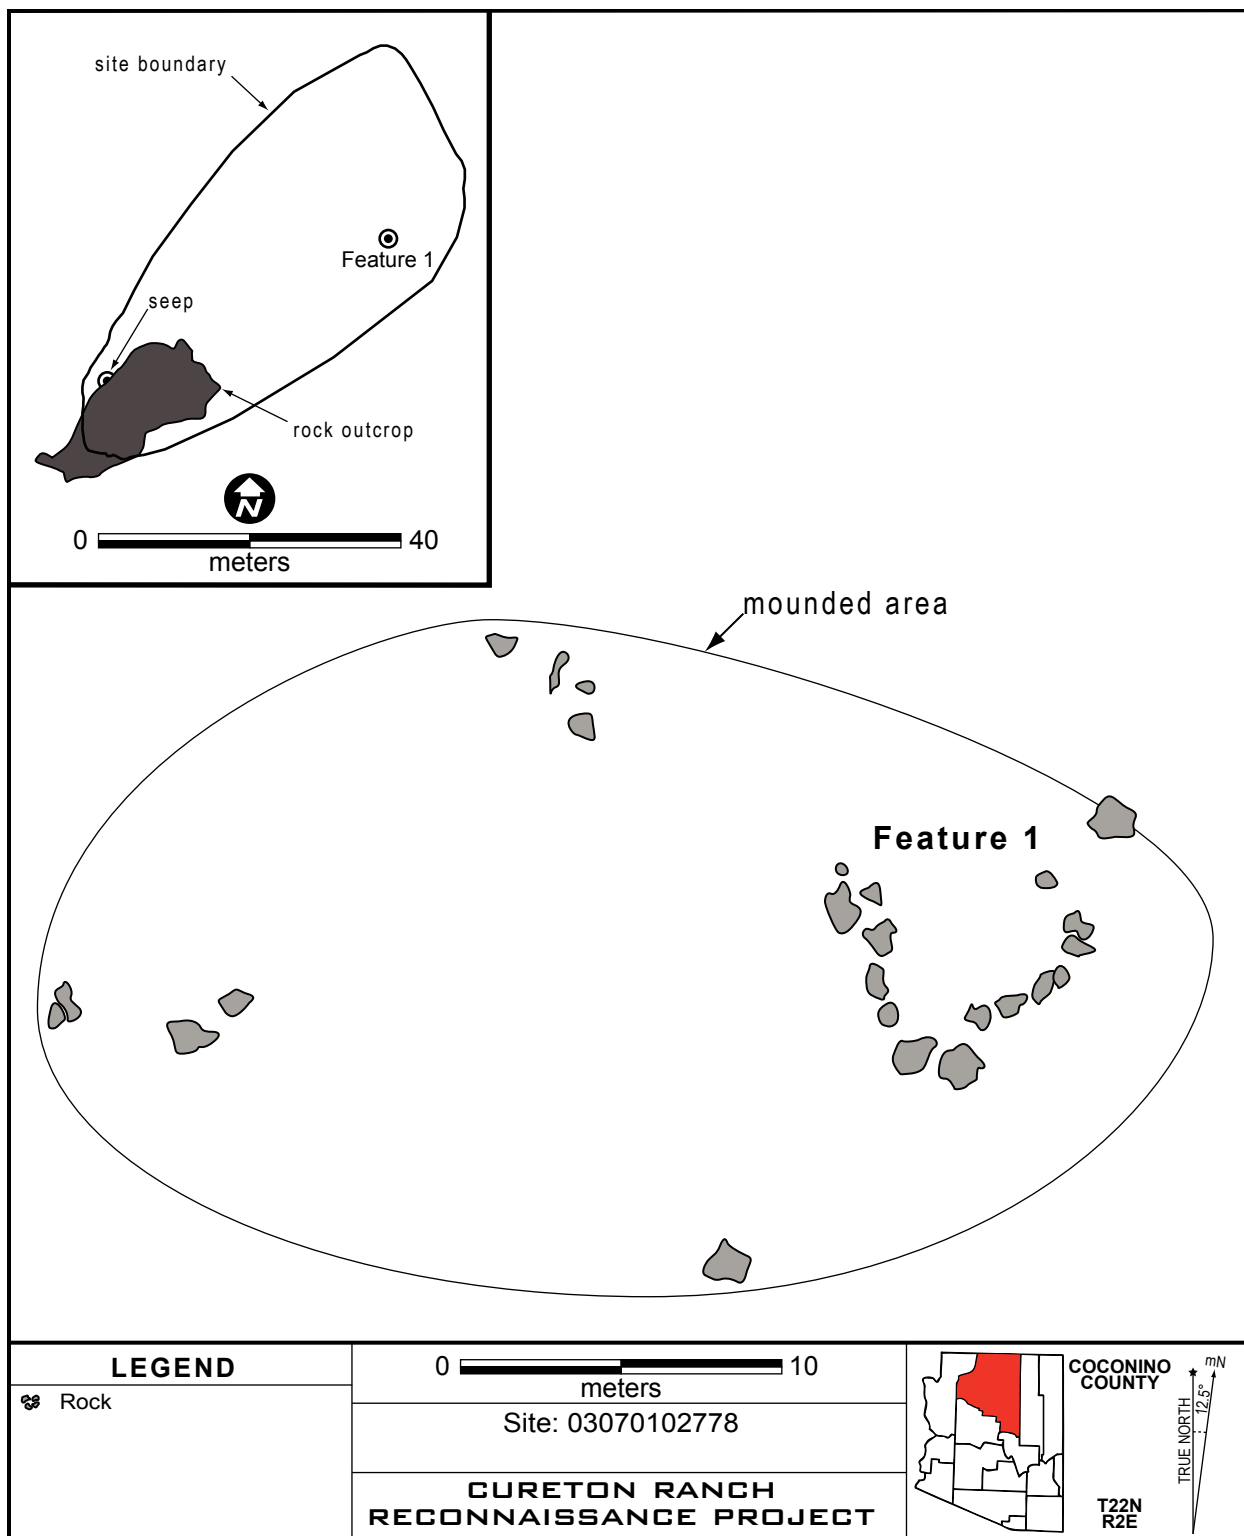 site boundary
Feature 1
seep
rock outcrop
N
0 40
meters
mounded area
Feature 1
LEGEND
Rock
0 10
meters
Site: 03070102778
CURETON RANCH
RECONNAISSANCE PROJECT
COCONINO
COUNTY
T22N
R2E
mN
12.5°
TRUE NORTH